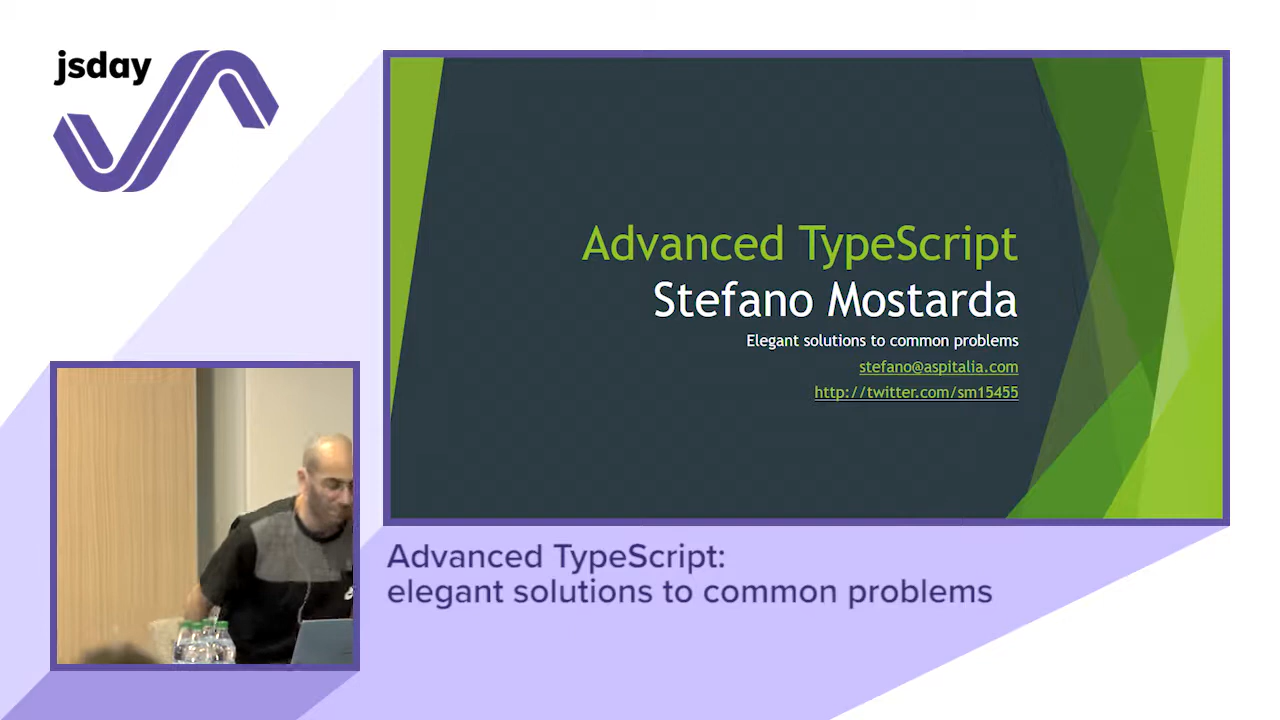 jsday
Advanced TypeScript
Stefano Mostarda
Elegant solutions to common problems
stefano@aspitalia.com
http://twitter.com/sm15455
Advanced TypeScript:
elegant solutions to common problems